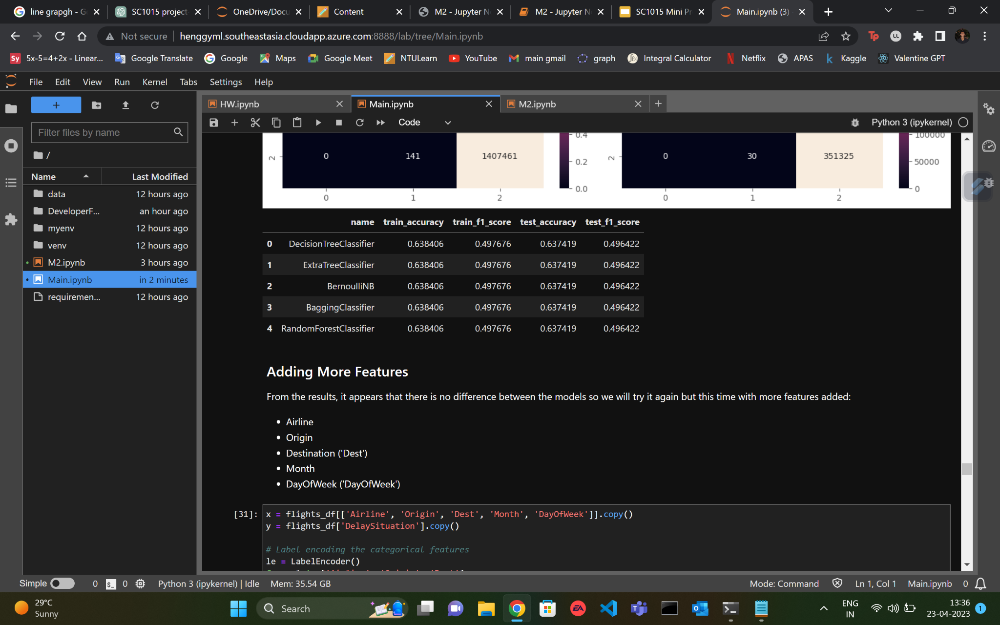 line grapgh - G
SC1015 project
OneDrive/Docu
Content
M2 - Jupyter N
M2 - Jupyter N
SC1015 Mini Pr
Main.ipynb (3)
Not secure henggyml.southeastasia.cloudapp.azure.com:8888/lab/tree/Main.ipynb
Tp
Sy 5x-5=4+2x - Linear...
Google Translate
Google
Maps
Google Meet
NTULearn
YouTube
main gmail
graph
Integral Calculator
Netflix
APAS
k Kaggle
Valentine GPT
File Edit View Run Kernel Tabs Settings Help
HW.ipynb
Main.ipynb
M2.ipynb
Code
Python 3 (ipykernel)
Filter files by name
/
Name Last Modified
data 12 hours ago
DeveloperF... an hour ago
myenv 12 hours ago
venv 12 hours ago
M2.ipynb 3 hours ago
Main.ipynb in 2 minutes
requiremen... 12 hours ago
0.4 100000
2 0 141 1407461 0.2 2 0 30 351325 50000
0.0 0
0 1 2 0 1 2
name train_accuracy train_f1_score test_accuracy test_f1_score
0 DecisionTreeClassifier 0.638406 0.497676 0.637419 0.496422
1 ExtraTreeClassifier 0.638406 0.497676 0.637419 0.496422
2 BernoulliNB 0.638406 0.497676 0.637419 0.496422
3 BaggingClassifier 0.638406 0.497676 0.637419 0.496422
4 RandomForestClassifier 0.638406 0.497676 0.637419 0.496422
Adding More Features
From the results, it appears that there is no difference between the models so we will try it again but this time with more features added:
• Airline
• Origin
• Destination ('Dest')
• Month
• DayOfWeek ('DayOfWeek')
[31]: x = flights_df[['Airline', 'Origin', 'Dest', 'Month', 'DayOfWeek']].copy()
y = flights_df['DelaySituation'].copy()
# Label encoding the categorical features
le = LabelEncoder()
Simple 0 $_ 0 Python 3 (ipykernel) | Idle Mem: 35.54 GB Mode: Command Ln 1, Col 1 Main.ipynb 0
29°C
Sunny
Search
EA
ENG
IN
13:36
23-04-2023
1